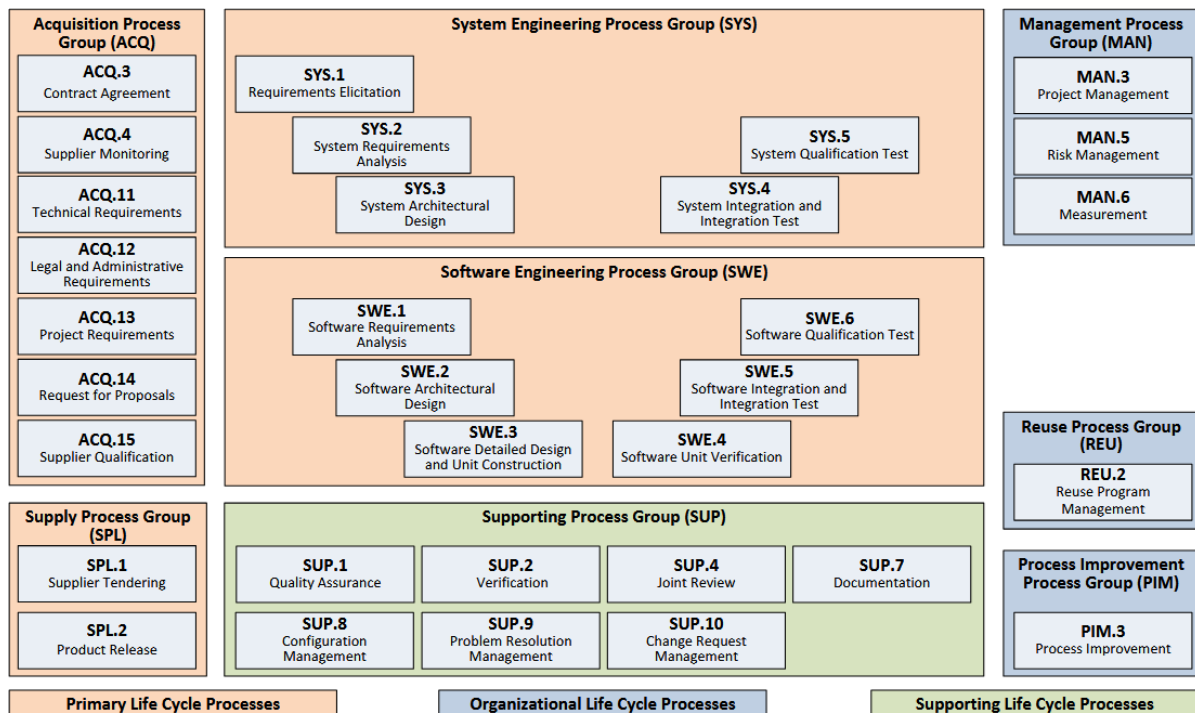 Acquisition Process
Group (ACQ)
ACQ.3
Contract Agreement
ACQ.4
Supplier Monitoring
ACQ.11
Technical Requirements
ACQ.12
Legal and Administrative
Requirements
ACQ.13
Project Requirements
ACQ.14
Request for Proposals
ACQ.15
Supplier Qualification
System Engineering Process Group (SYS)
SYS.1
Requirements Elicitation
SYS.2
System Requirements
Analysis
SYS.3
System Architectural
Design
SYS.5
System Qualification Test
SYS.4
System Integration and
Integration Test
Software Engineering Process Group (SWE)
SWE.1
Software Requirements
Analysis
SWE.2
Software Architectural
Design
SWE.3
Software Detailed Design
and Unit Construction
SWE.6
Software Qualification Test
SWE.5
Software Integration and
Integration Test
SWE.4
Software Unit Verification
Management Process
Group (MAN)
MAN.3
Project Management
MAN.5
Risk Management
MAN.6
Measurement
Reuse Process Group
(REU)
REU.2
Reuse Program
Management
Supply Process Group
(SPL)
SPL.1
Supplier Tendering
SPL.2
Product Release
Supporting Process Group (SUP)
SUP.1
Quality Assurance
SUP.2
Verification
SUP.4
Joint Review
SUP.7
Documentation
SUP.8
Configuration
Management
SUP.9
Problem Resolution
Management
SUP.10
Change Request
Management
Process Improvement
Process Group (PIM)
PIM.3
Process Improvement
Primary Life Cycle Processes
Organizational Life Cycle Processes
Supporting Life Cycle Processes